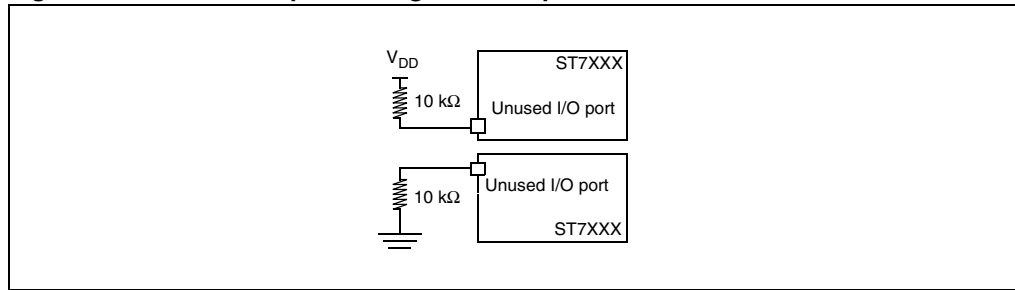 V_DD
ST7XXX
10 kΩ
Unused I/O port
Unused I/O port
10 kΩ
ST7XXX